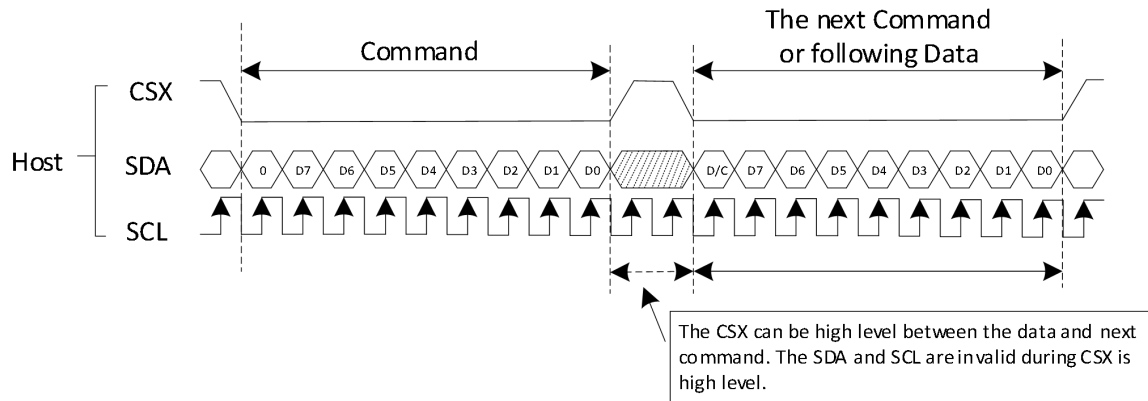 Command
The next Command
or following Data
CSX
Host
SDA
0 D7 D6 D5 D4 D3 D2 D1 D0 D/C D7 D6 D5 D4 D3 D2 D1 D0
SCL
The CSX can be high level between the data and next
command. The SDA and SCL are invalid during CSX is
high level.